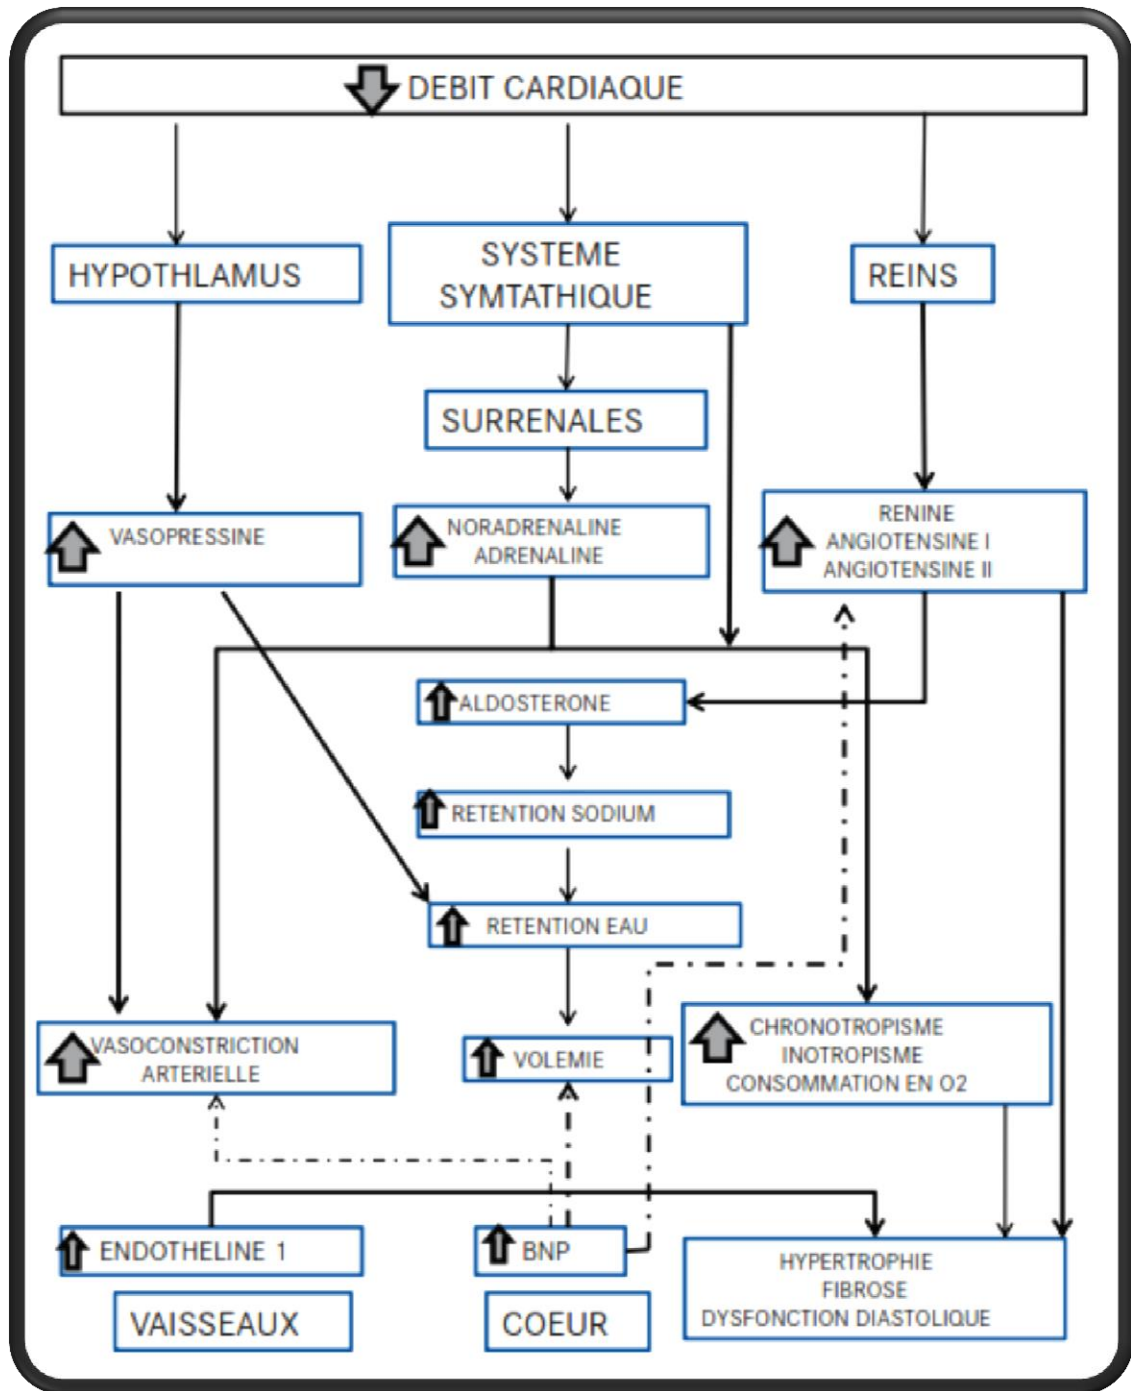 DEBIT CARDIAQUE
HYPOTHLAMUS
SYSTEME
SYMTATHIQUE
REINS
SURRENALES
VASOPRESSINE
NORADRENALINE
ADRENALINE
RENINE
ANGIOTENSINE I
ANGIOTENSINE II
ALDOSTERONE
RETENTION SODIUM
RETENTION EAU
VASOCONSTRICTION
ARTERIELLE
VOLEMIE
CHRONOTROPISME
INOTROPISME
CONSOMMATION EN O2
ENDOTHELINE 1
BNP
HYPERTROPHIE
FIBROSE
DYSFONCTION DIASTOLIQUE
VAISSEAUX
COEUR